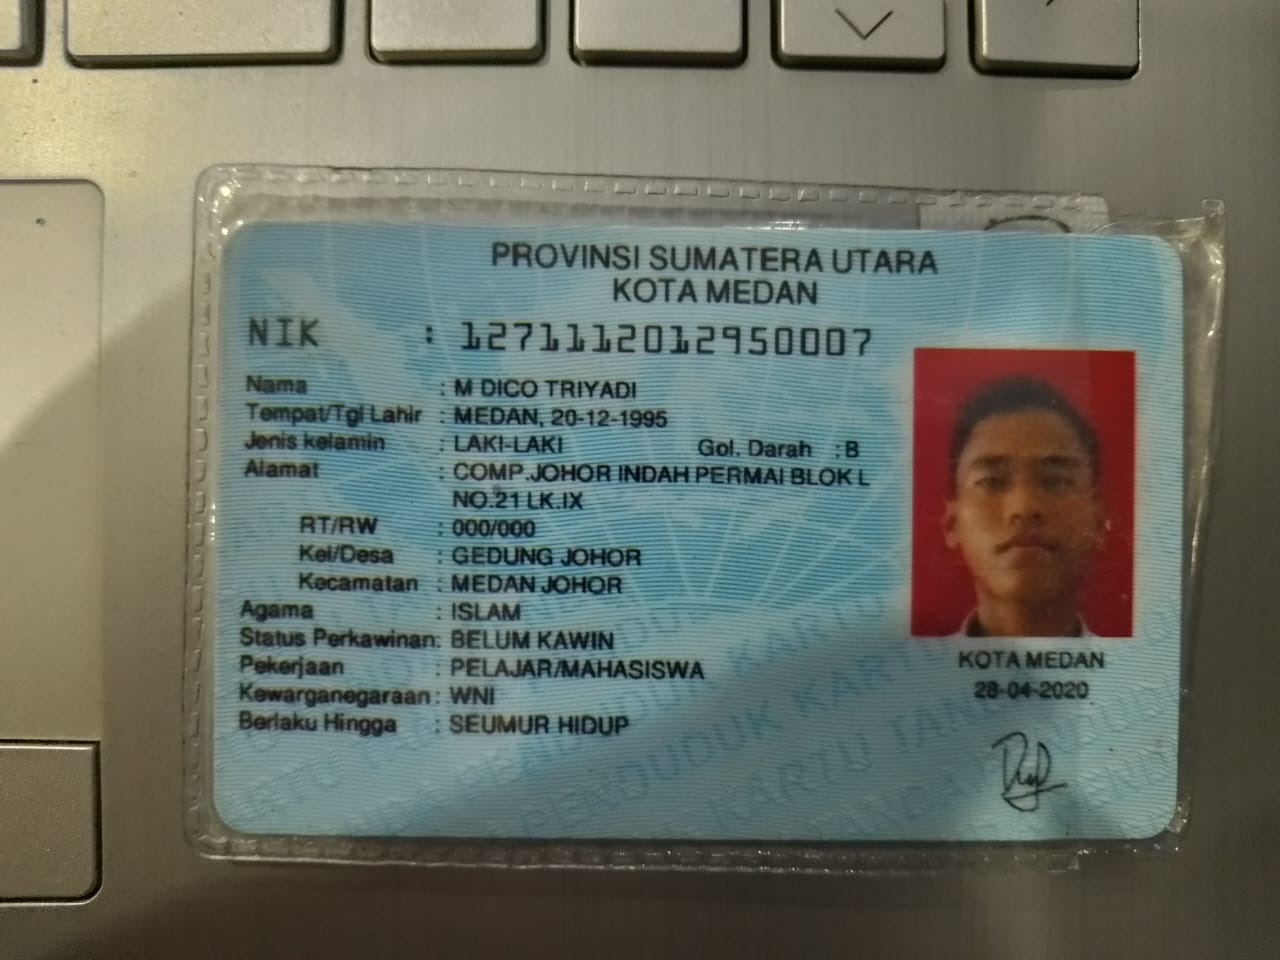 PROVINSI SUMATERA UTARA
KOTA MEDAN
NIK : 1271112012950007
Nama : M DICO TRIYADI
Tempat/Tgl Lahir : MEDAN, 20-12-1995
Jenis kelamin : LAKI-LAKI Gol. Darah : B
Alamat : COMP.JOHOR INDAH PERMAI BLOK L
NO.21 LK.IX
RT/RW : 000/000
Kel/Desa : GEDUNG JOHOR
Kecamatan : MEDAN JOHOR
Agama : ISLAM
Status Perkawinan: BELUM KAWIN
Pekerjaan : PELAJAR/MAHASISWA
Kewarganegaraan : WNI
Berlaku Hingga : SEUMUR HIDUP
KOTA MEDAN
28-04-2020